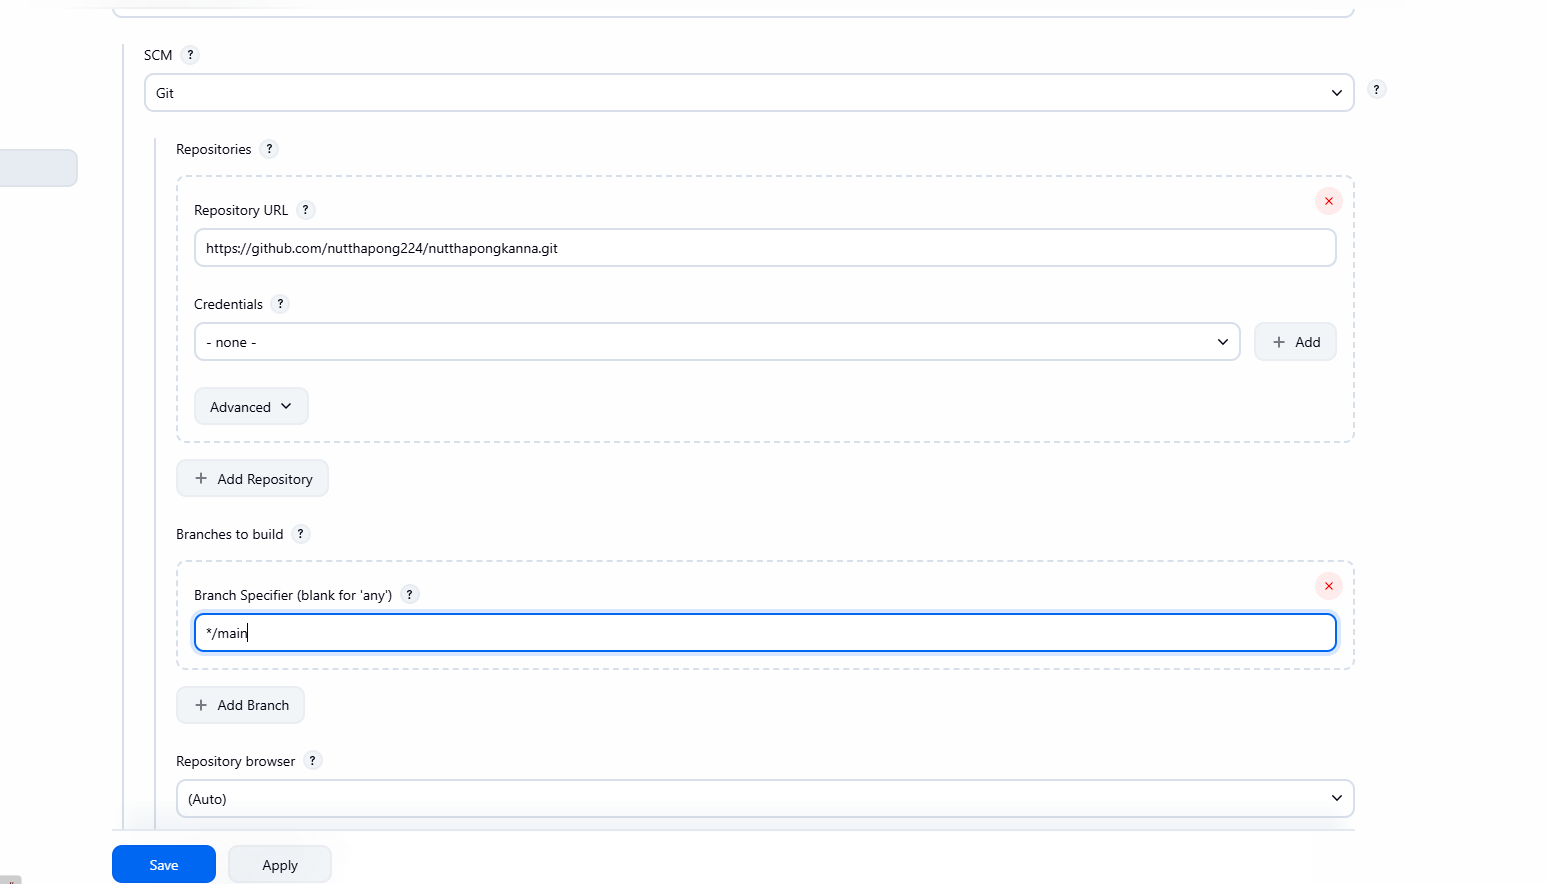 SCM ?
Git
?
Repositories ?
Repository URL ?
https://github.com/nutthapong224/nutthapongkanna.git
Credentials ?
- none -
+ Add
Advanced
+ Add Repository
Branches to build ?
Branch Specifier (blank for 'any') ?
*/main
+ Add Branch
Repository browser ?
(Auto)
Save Apply